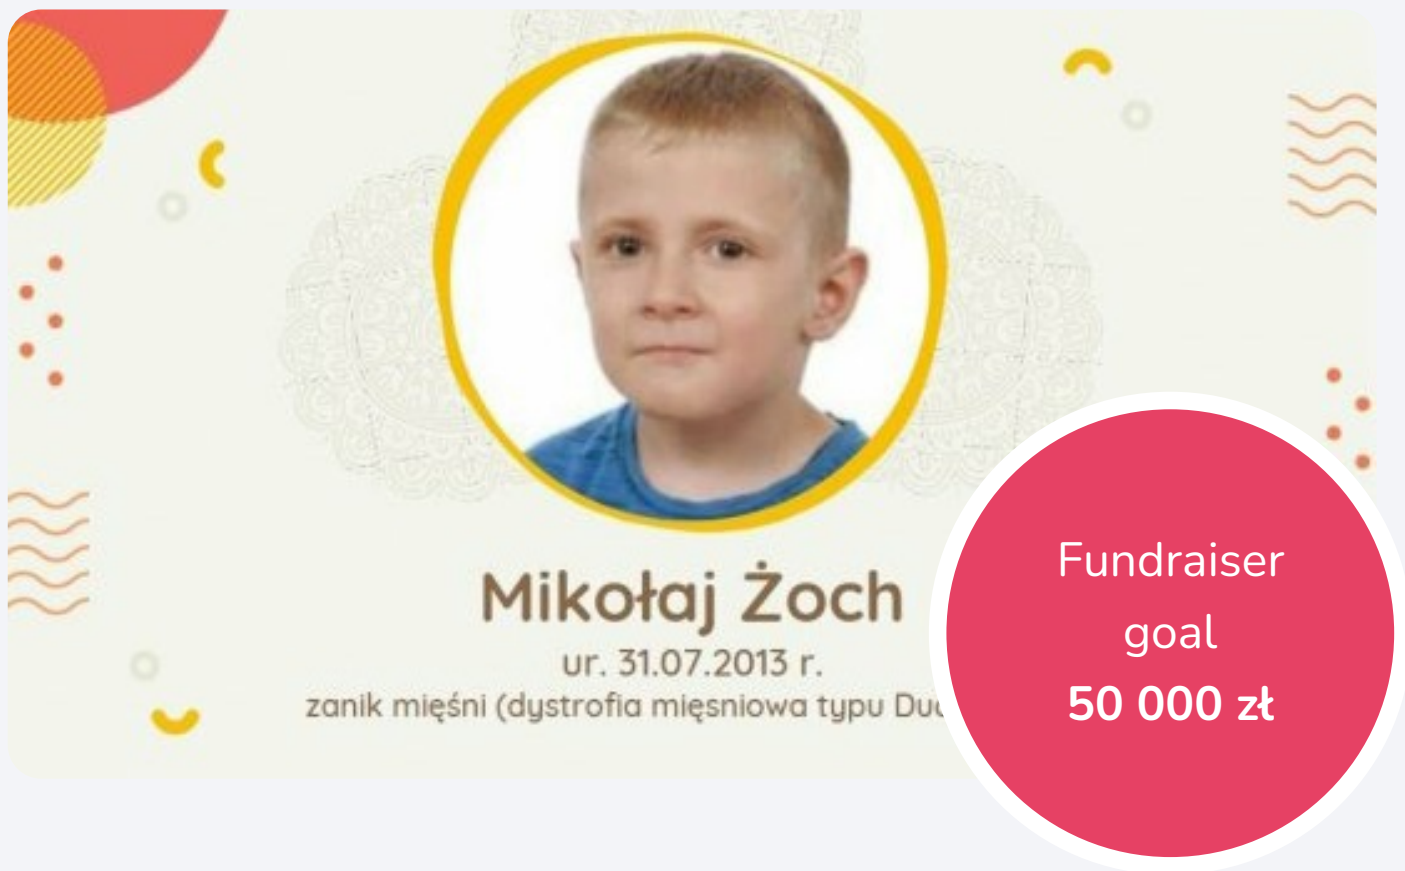 Mikołaj Żoch
ur. 31.07.2013 r.
zanik mięśni (dystrofia mięsniowa typu
Fundraiser
goal
50 000 zł